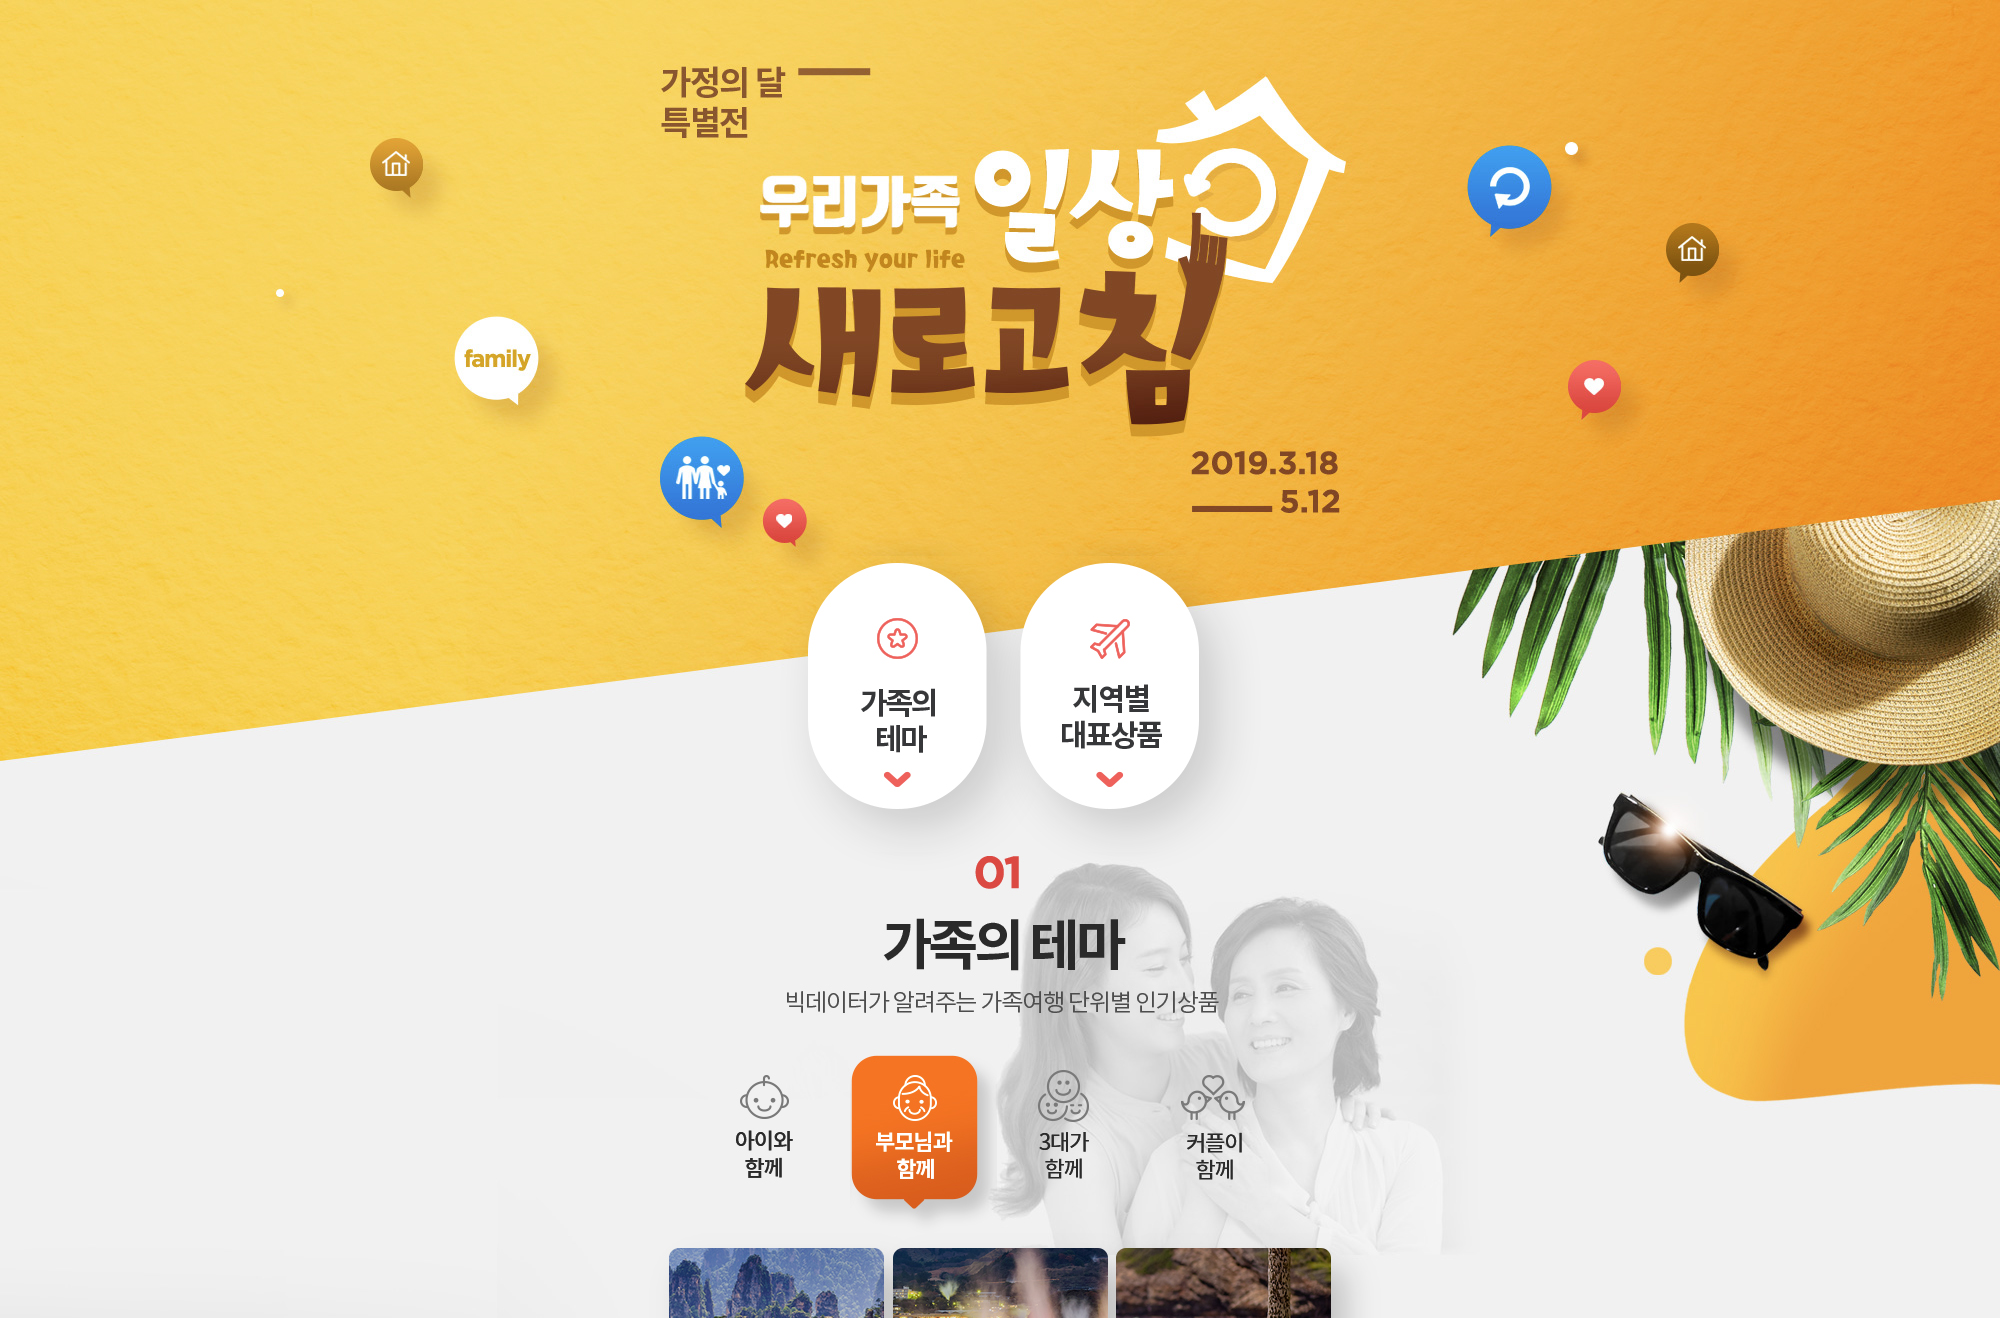 가정의 달
특별전
우리가족 일상
Refresh your life
새로고침
family
2019.3.18
5.12
가족의
테마
지역별
대표상품
01
가족의 테마
빅데이터가 알려주는 가족여행 단위별 인기상품
아이와
함께
부모님과
함께
3대가
함께
커플이
함께